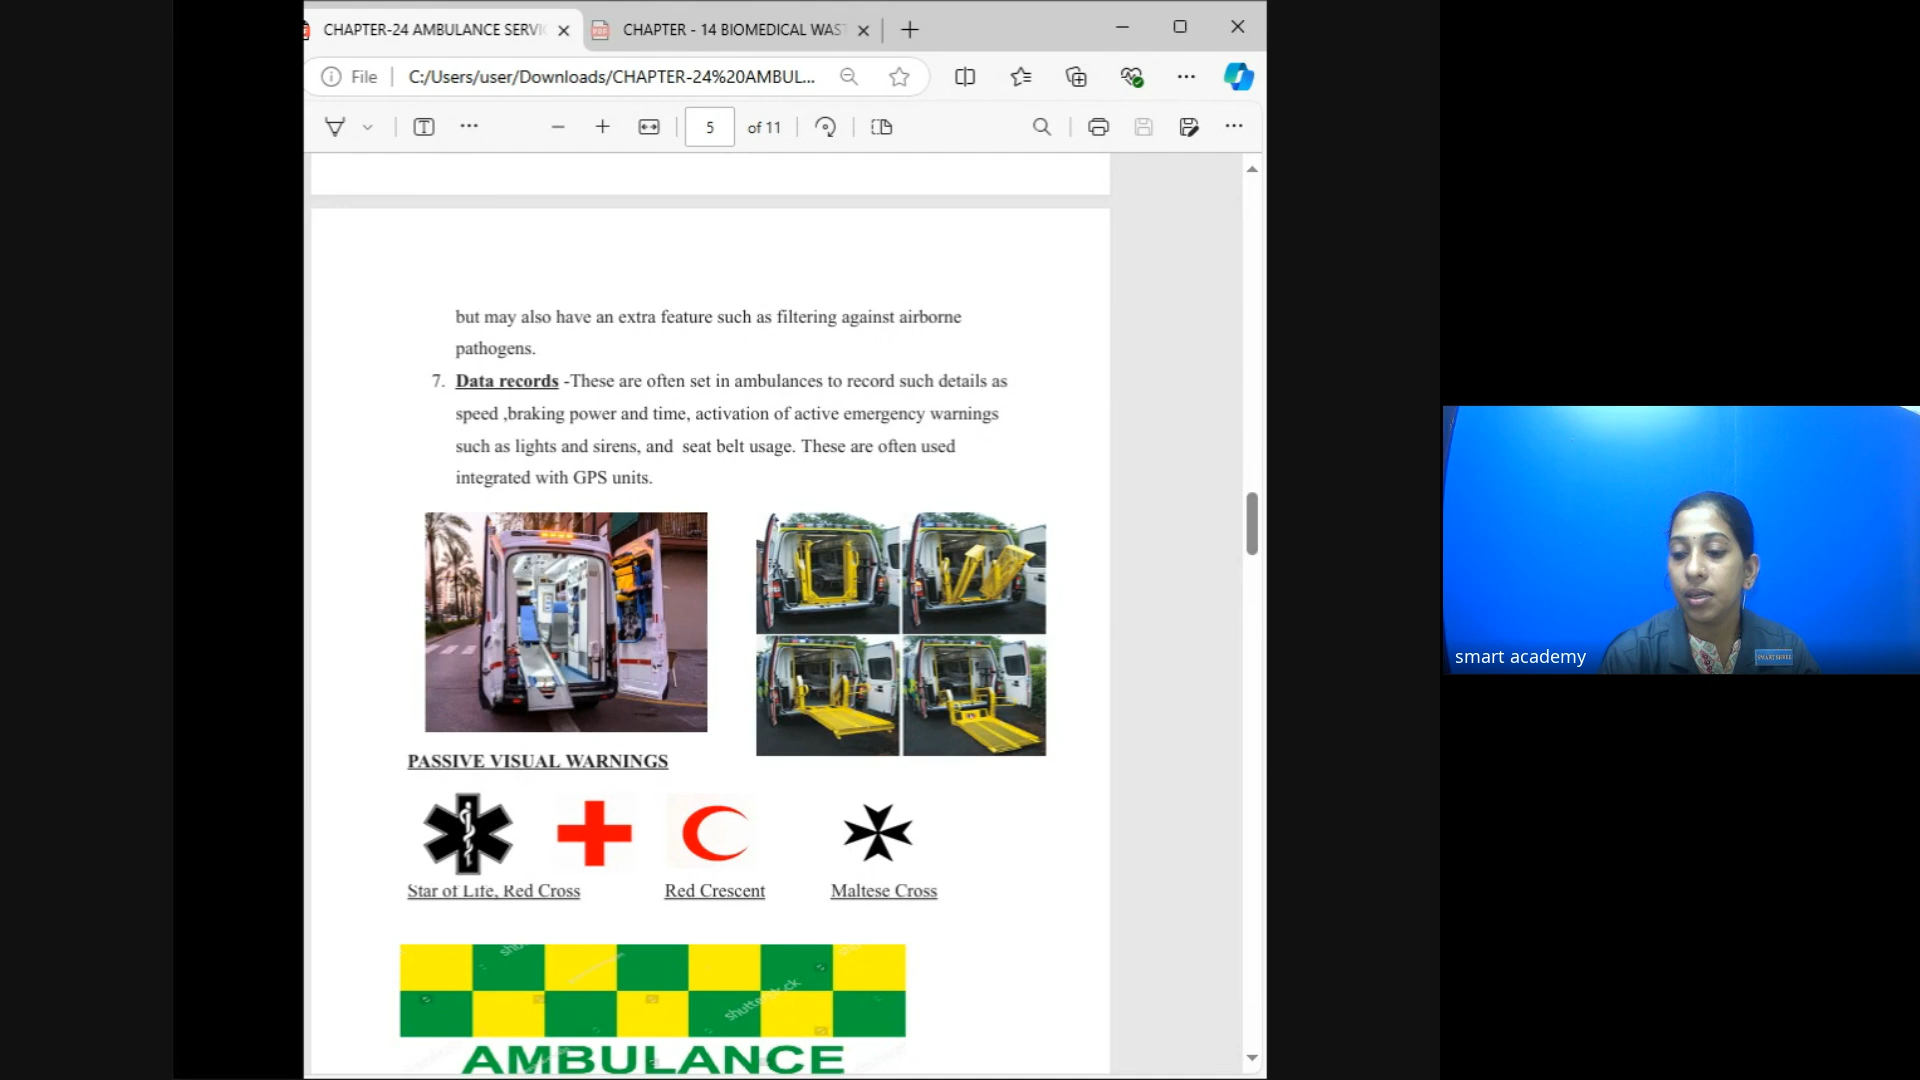 CHAPTER-24 AMBULANCE SERVI
CHAPTER - 14 BIOMEDICAL WAST
File
C:/Users/user/Downloads/CHAPTER-24%20AMBUL...
5 of 11
but may also have an extra feature such as filtering against airborne
pathogens.
7. Data records -These are often set in ambulances to record such details as
speed ,braking power and time, activation of active emergency warnings
such as lights and sirens, and seat belt usage. These are often used
integrated with GPS units.
PASSIVE VISUAL WARNINGS
Star of Life, Red Cross
Red Crescent
Maltese Cross
AMBULANCE
smart academy